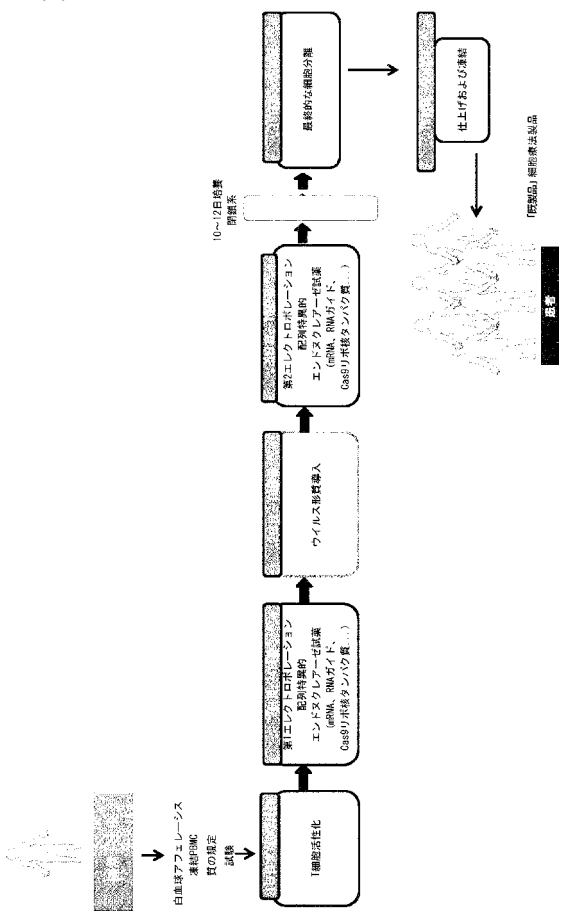 白血球アフェレーシス
凍結PBMC
質の規定
試験
T細胞活性化
第1エレクトロポレーション
配列特異的
エンドヌクレアーゼ試薬
(mRNA、RNAガイド、
Cas9リボ核タンパク質...)
ウイルス形質導入
第2エレクトロポレーション
配列特異的
エンドヌクレアーゼ試薬
(mRNA、RNAガイド、
Cas9リボ核タンパク質...)
10~12日培養
閉鎖系
最終的な細胞分離
仕上げおよび凍結
「既製品」細胞療法製品
患者